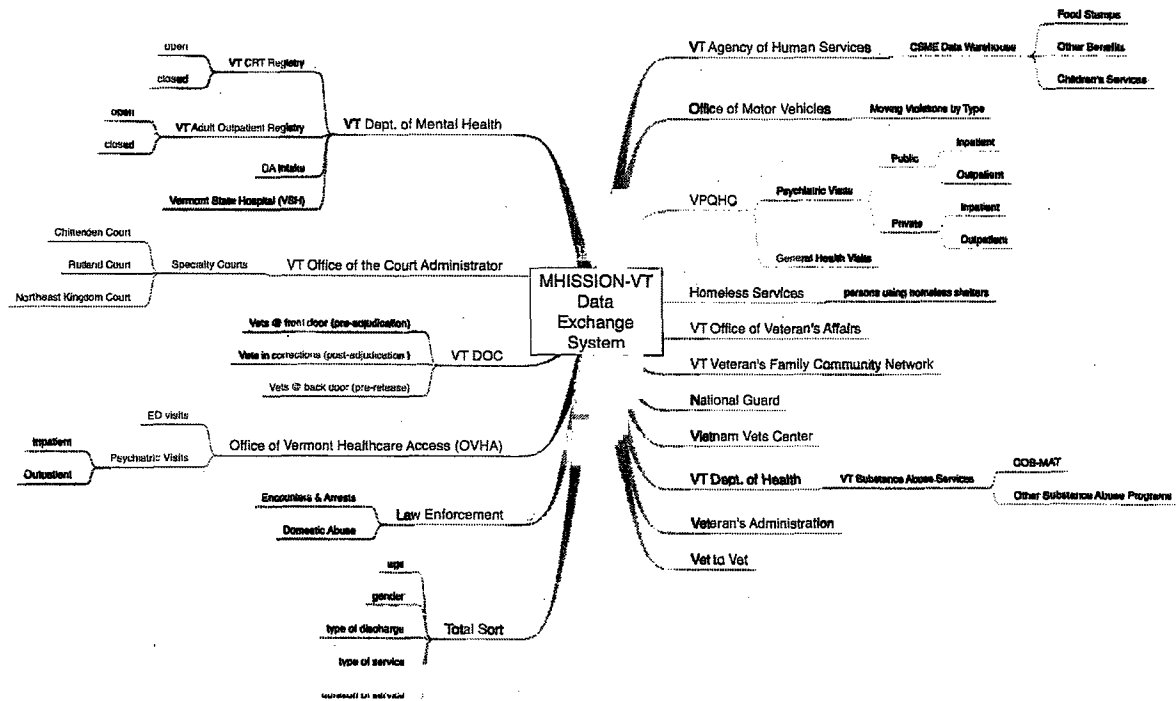 open
VT CRT Registry
closed
open
VT Adult Outpatient Registry
closed
VT Dept. of Mental Health
DA Intake
Vermont State Hospital (VSH)
Chittenden Court
Rutland Court
Specialty Courts
VT Office of the Court Administrator
Northeast Kingdom Court
Vets @ front door (pre-adjudication)
Vets in corrections (post-adjudication )
VT DOC
Vets @ back door (pre-release)
ED visits
Office of Vermont Healthcare Access (OVHA)
Inpatient
Psychiatric Visits
Outpatient
Encounters & Arrests
Law Enforcement
Domestic Abuse
age
gender
type of discharge
Total Sort
type of service
MHISSION-VT
Data
Exchange
System
VT Agency of Human Services
CSME Data Warehouse
Food Stamps
Other Benefits
Children's Services
Office of Motor Vehicles
Moving Violations by Type
VPQHC
Psychiatric Visits
Public
Inpatient
Outpatient
Private
Inpatient
Outpatient
General Health Visits
Homeless Services
persons using homeless shelters
VT Office of Veteran's Affairs
VT Veteran's Family Community Network
National Guard
Vietnam Vets Center
VT Dept. of Health
VT Substance Abuse Services
COB-MAT
Other Substance Abuse Programs
Veteran's Administration
Vet to Vet